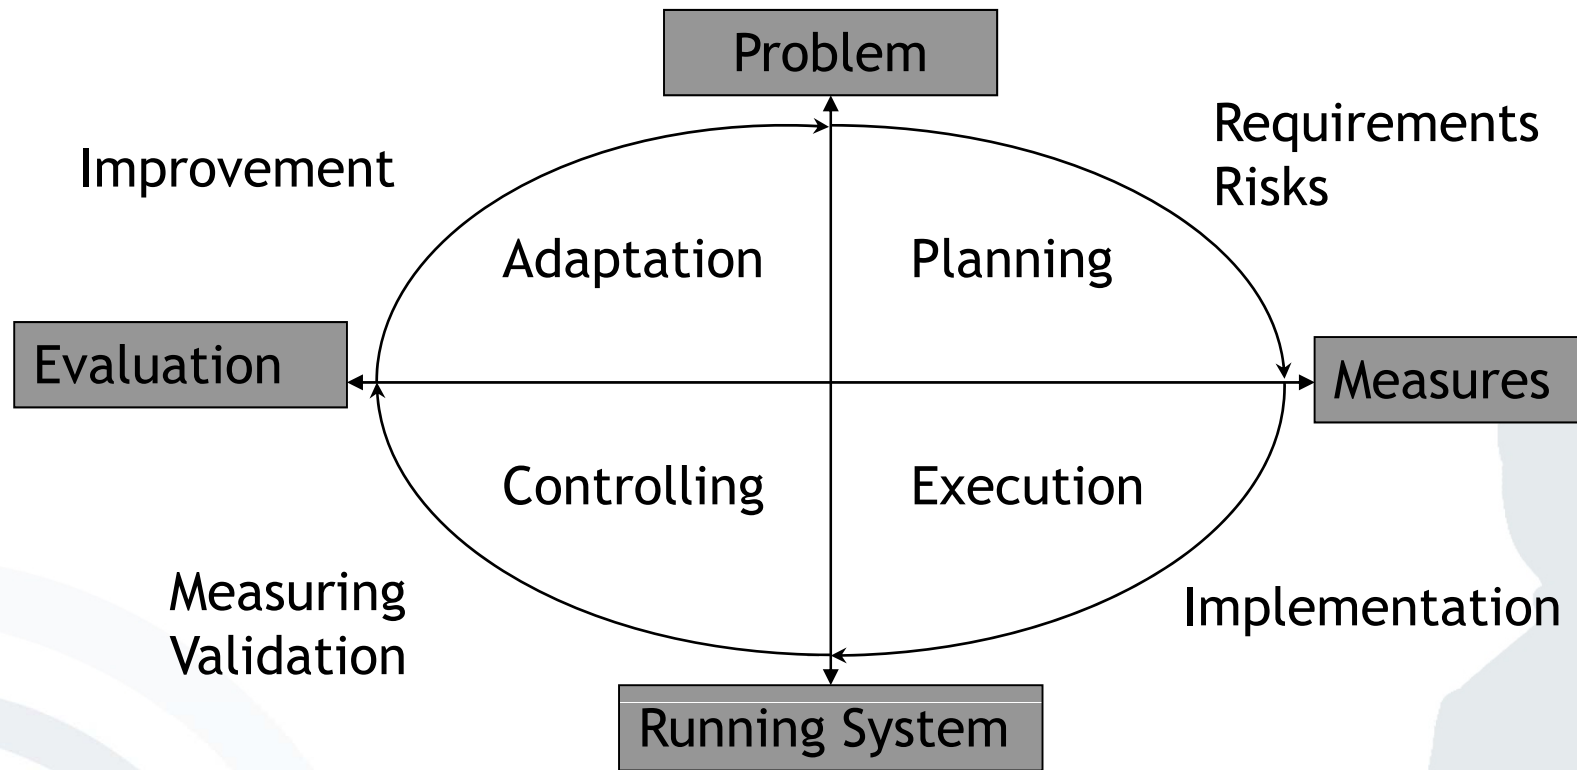 Problem
Requirements
Risks
Improvement
Adaptation
Planning
Evaluation
Measures
Controlling
Execution
Measuring
Validation
Implementation
Running System